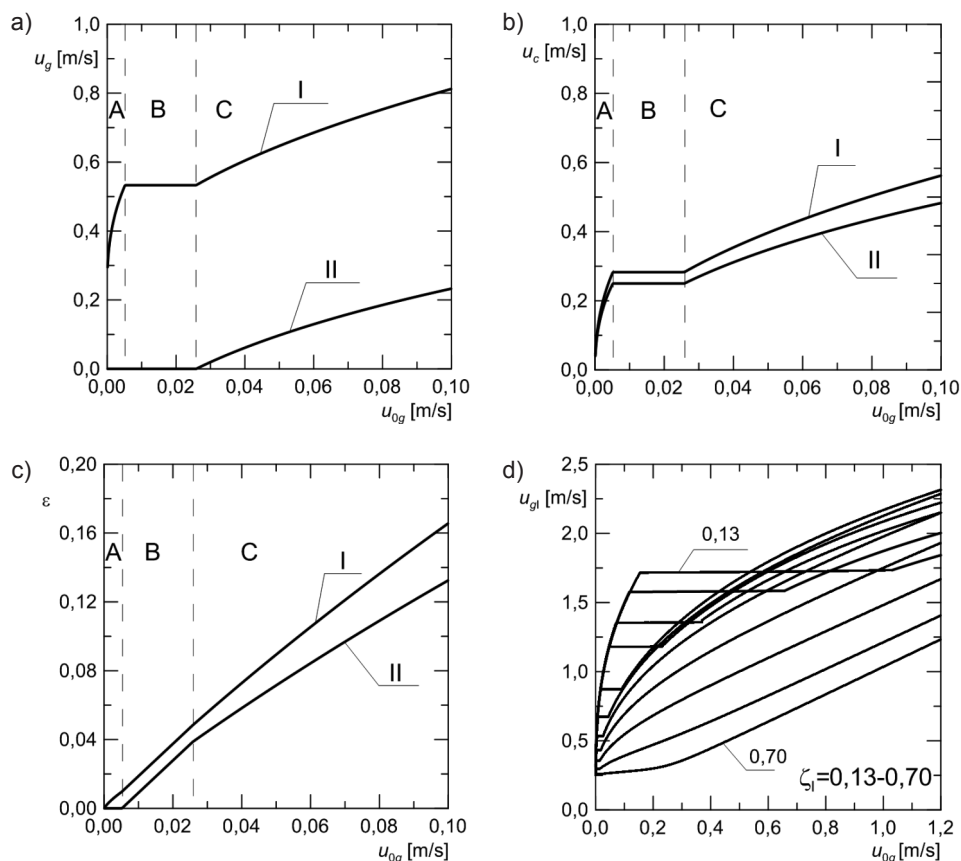 a)
u_g [m/s]
1,0
0,8
0,6
0,4
0,2
0,0
A B C
I
II
0,00 0,02 0,04 0,06 0,08 0,10
u_0g [m/s]
b)
u_c [m/s]
1,0
0,8
0,6
0,4
0,2
0,0
A B C
I
II
0,00 0,02 0,04 0,06 0,08 0,10
u_0g [m/s]
c)
0,20
ε
0,16
0,12
0,08
0,04
0,00
A B C
I
II
0,00 0,02 0,04 0,06 0,08 0,10
u_0g [m/s]
d)
2,5
u_gI [m/s]
2,0
1,5
1,0
0,5
0,0
0,13
0,70
ζ_I=0,13-0,70
0,0 0,2 0,4 0,6 0,8 1,0 1,2
u_0g [m/s]